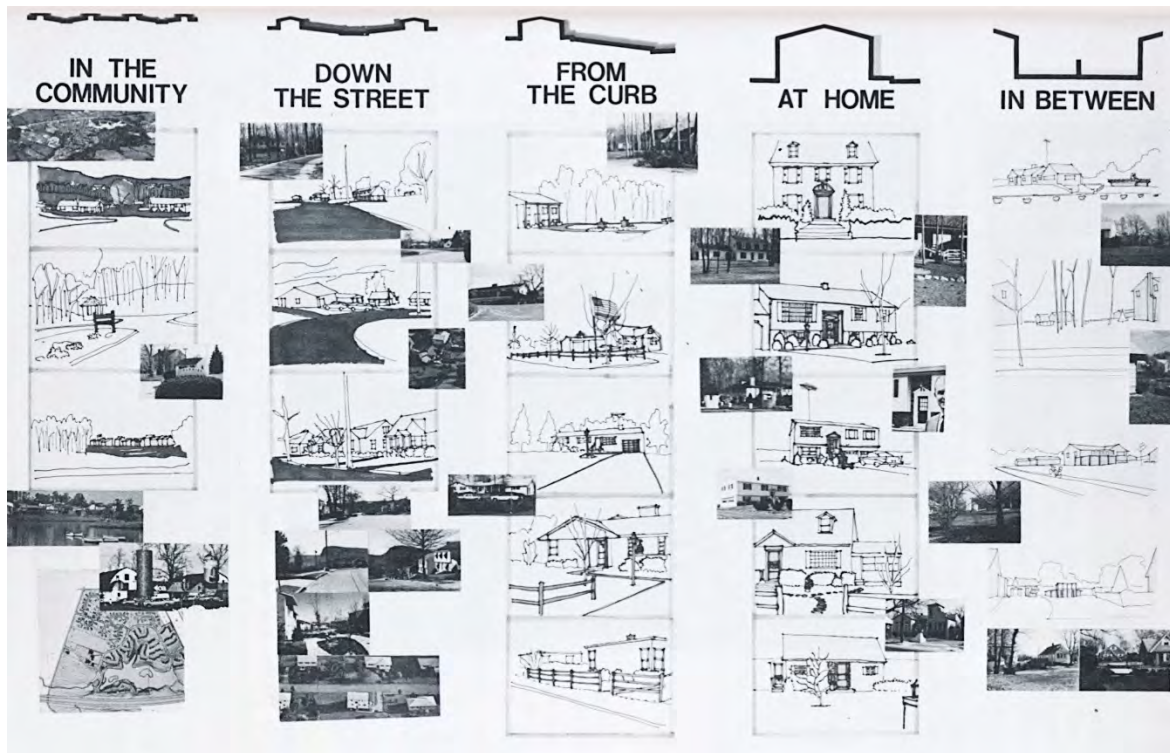 IN THE
COMMUNITY
DOWN
THE STREET
FROM
THE CURB
AT HOME
IN BETWEEN